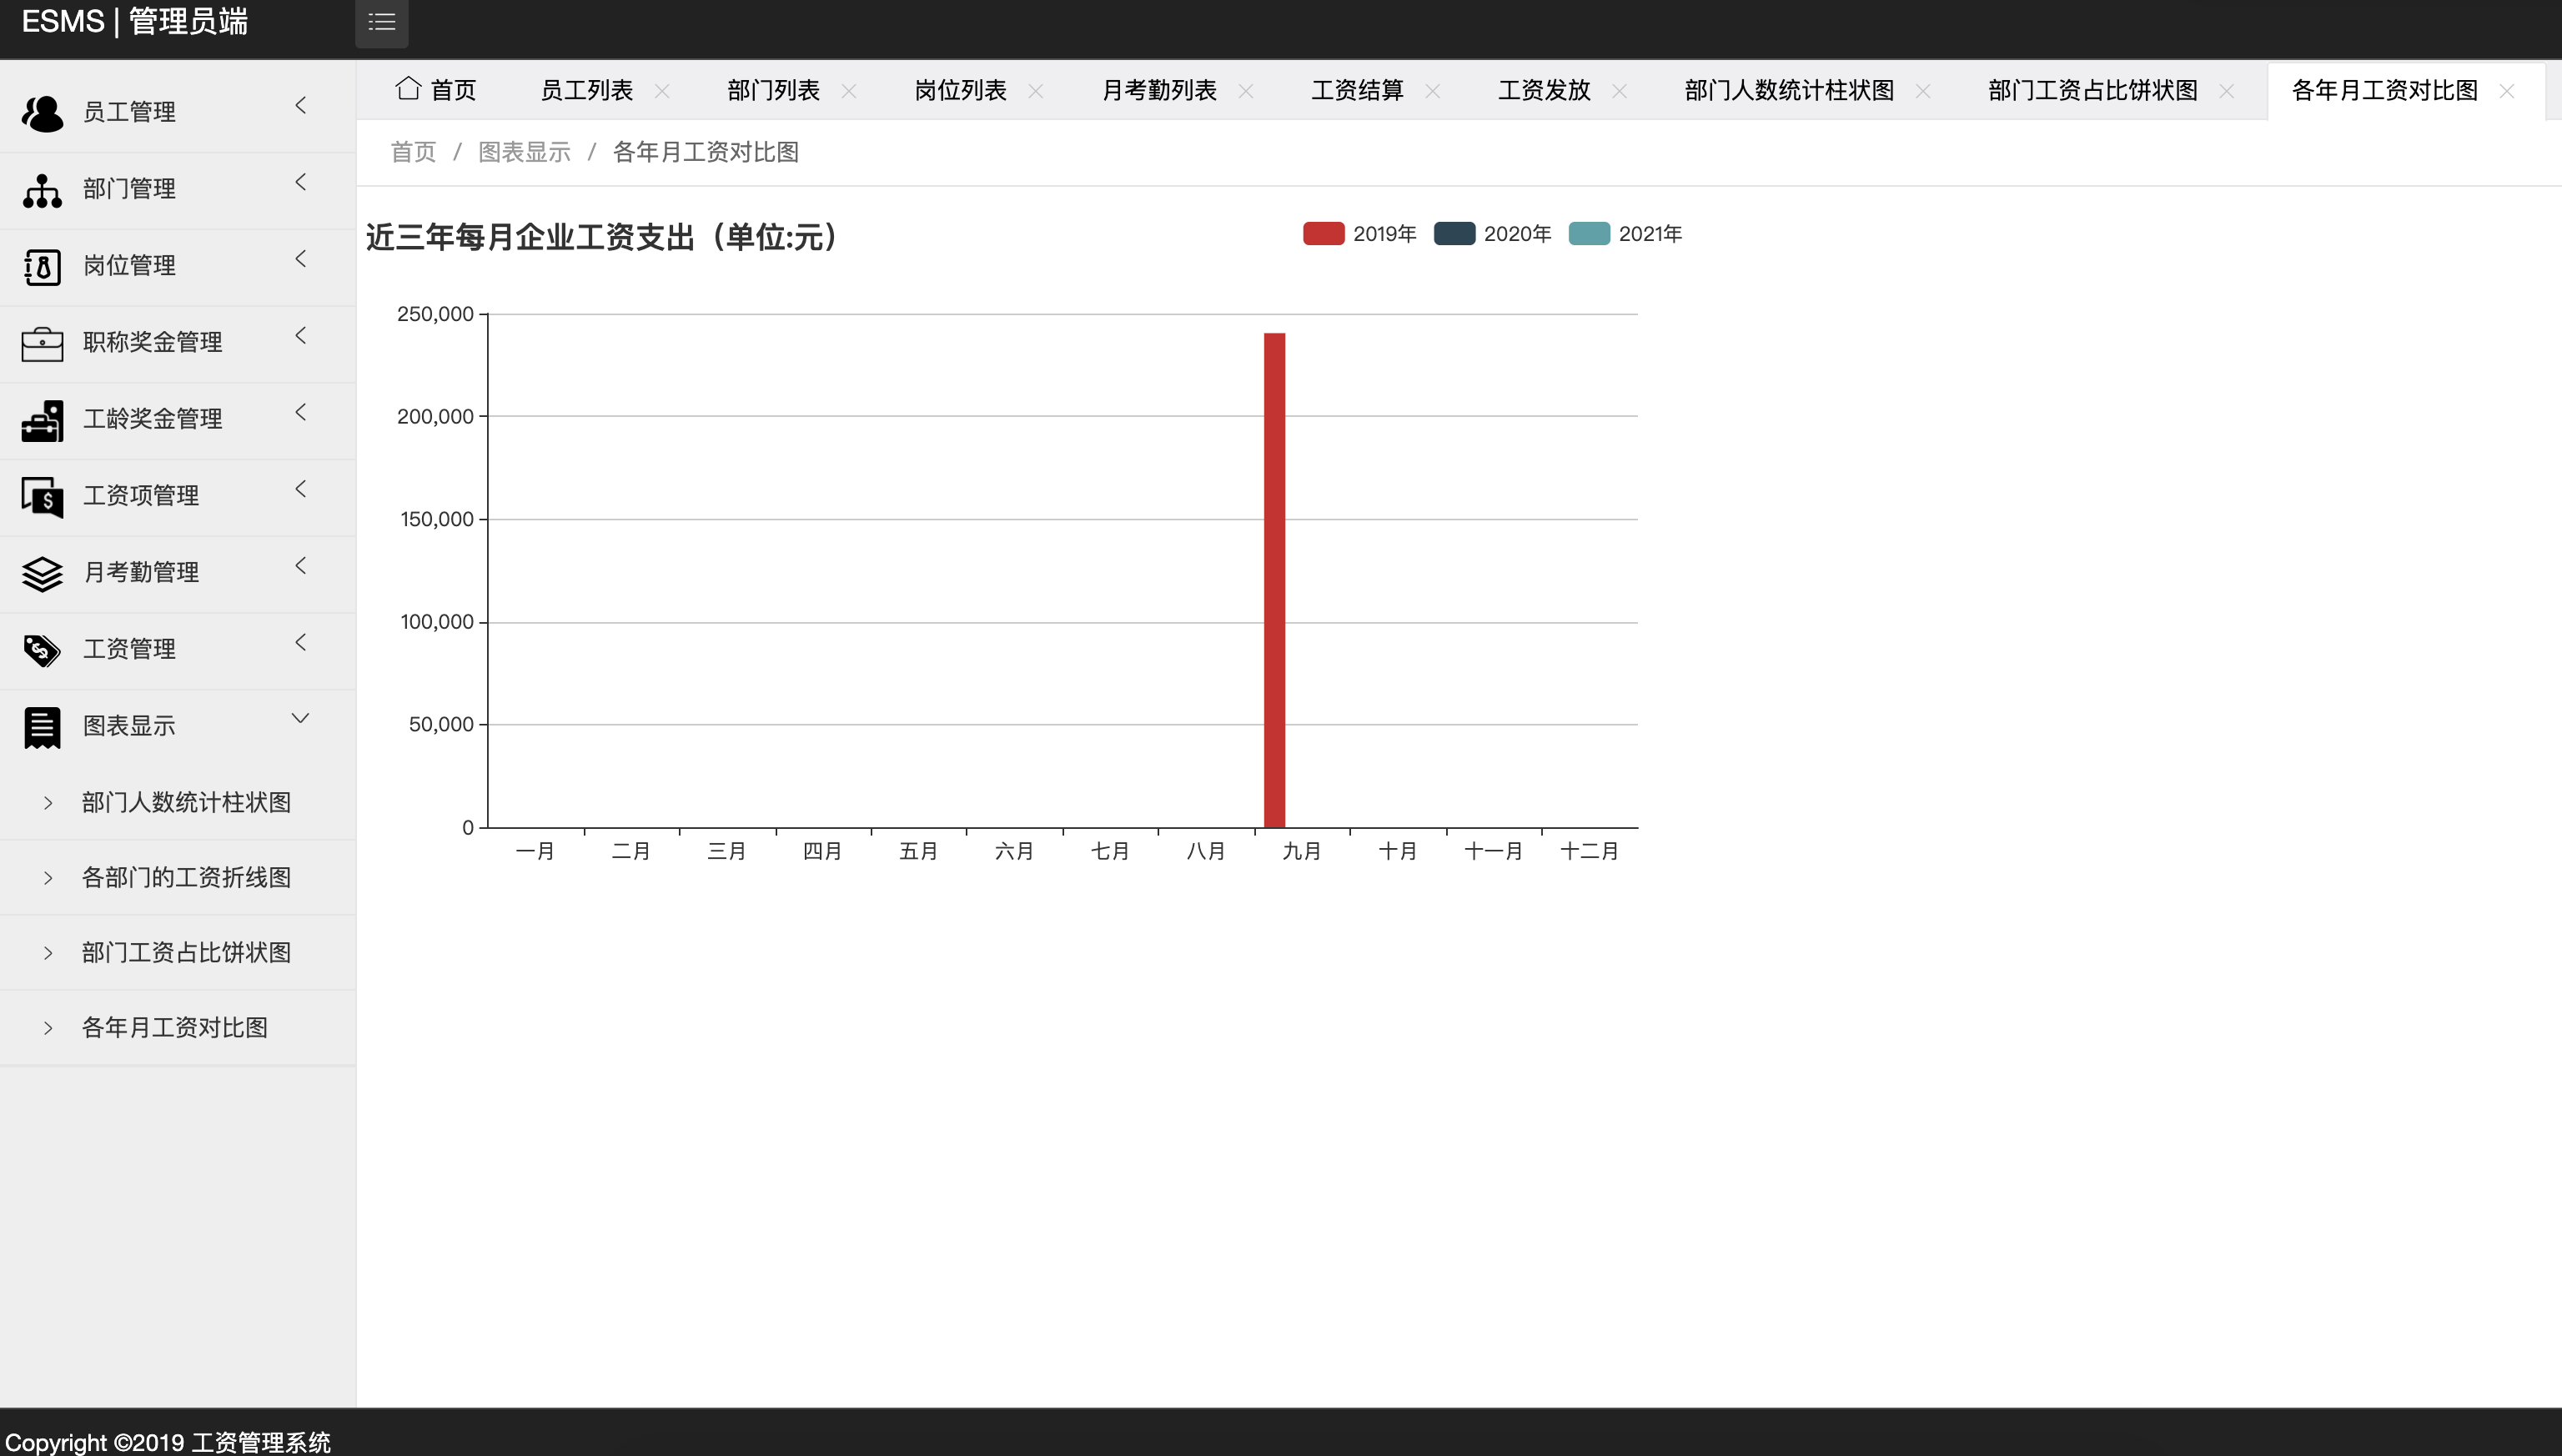 ESMS | 管理员端
首页 员工列表 部门列表 岗位列表 月考勤列表 工资结算 工资发放 部门人数统计柱状图 部门工资占比饼状图 各年月工资对比图
首页 / 图表显示 / 各年月工资对比图
员工管理
部门管理
岗位管理
职称奖金管理
工龄奖金管理
工资项管理
月考勤管理
工资管理
图表显示
部门人数统计柱状图
各部门的工资折线图
部门工资占比饼状图
各年月工资对比图
近三年每月企业工资支出（单位:元）
2019年 2020年 2021年
250,000
200,000
150,000
100,000
50,000
0
一月 二月 三月 四月 五月 六月 七月 八月 九月 十月 十一月 十二月
Copyright ©2019 工资管理系统